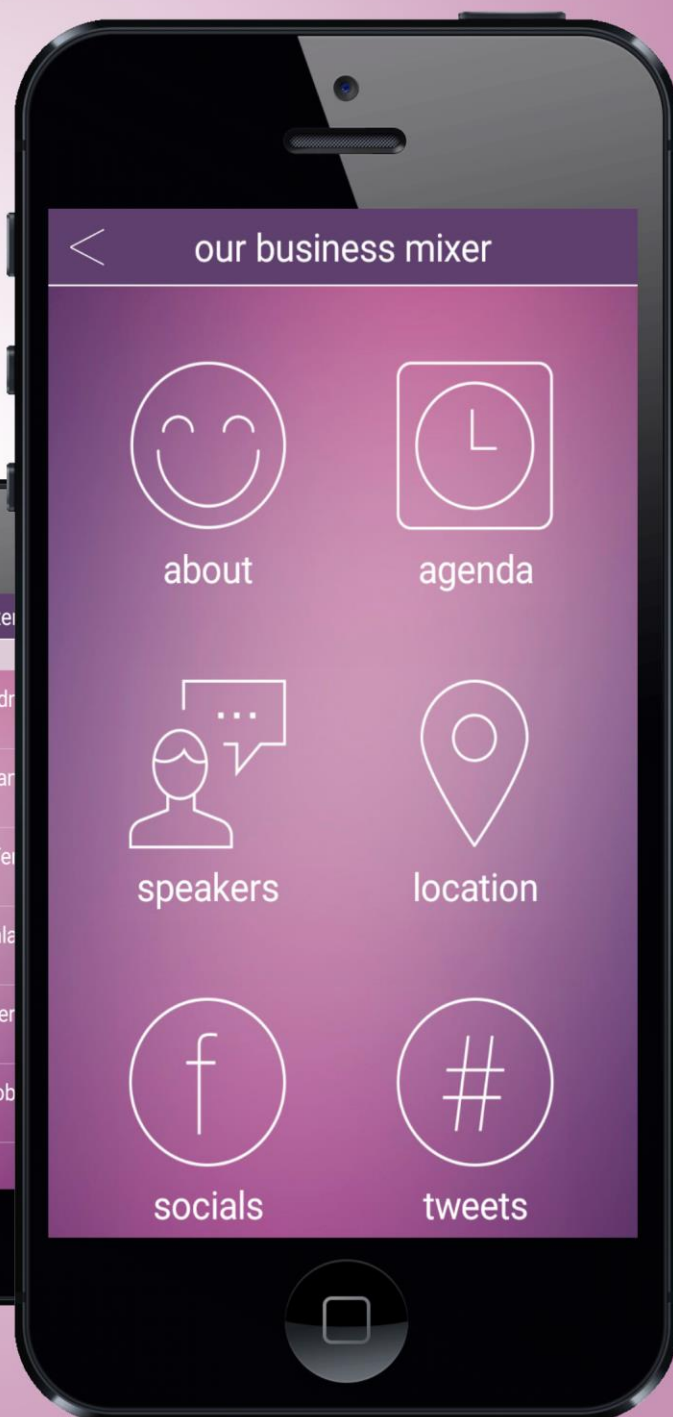 our business mixer
about
agenda
speakers
location
socials
tweets